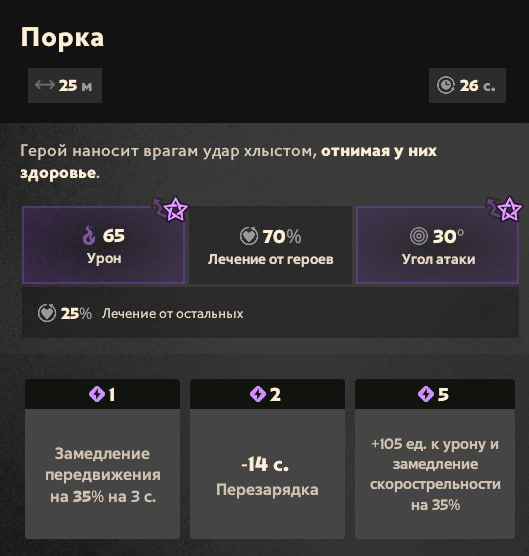 Порка
25 м
26 с.
Герой наносит врагам удар хлыстом, отнимая у них
здоровье.
65
Урон
70%
Лечение от героев
30°
Угол атаки
25% Лечение от остальных
1
Замедление
передвижения
на 35% на 3 с.
2
-14 с.
Перезарядка
5
+105 ед. к урону и
замедление
скорострельности
на 35%